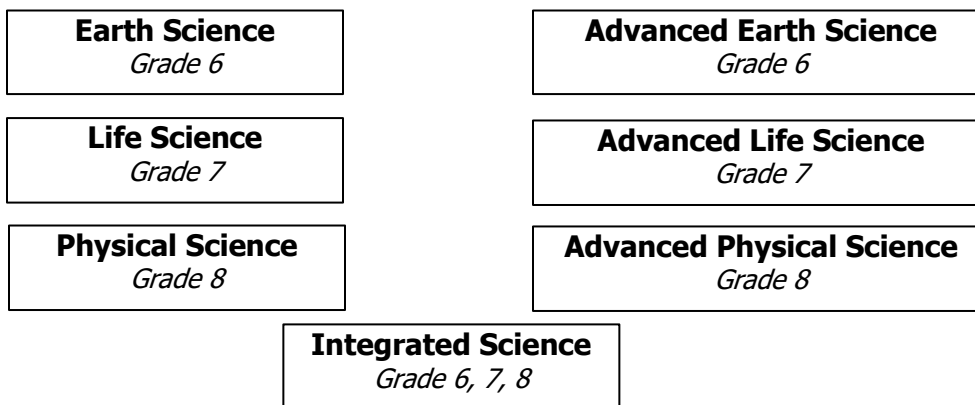 Earth Science
Grade 6
Advanced Earth Science
Grade 6
Life Science
Grade 7
Advanced Life Science
Grade 7
Physical Science
Grade 8
Advanced Physical Science
Grade 8
Integrated Science
Grade 6, 7, 8